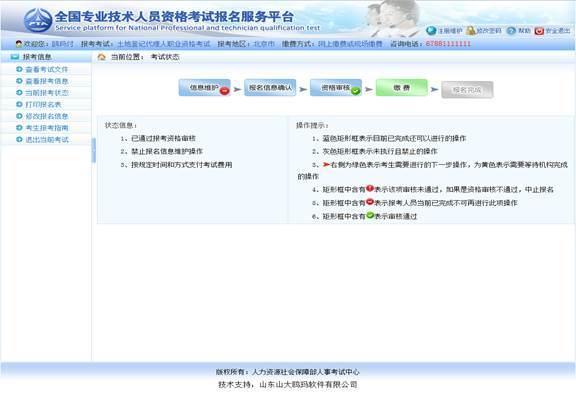 全国专业技术人员资格考试报名服务平台
Service platform for National Professional and technician qualification test
注册维护 修改密码 帮助 安全退出
欢迎您: 报考考试: 土地登记代理人职业资格考试 报考地区: 北京市 缴费方式: 网上缴费或现场缴费 咨询电话: 67881111111
报考信息
当前位置: 考试状态
查看考试文件
查看报考信息
当前报考状态
打印报名表
修改报名信息
考生报考指南
退出当前考试
信息维护 报名信息确认 资格审核 缴 费 报名完成
状态信息:
1、已通过报考资格审核
2、禁止报名信息维护操作
3、按规定时间和方式支付考试费用
操作提示:
1、蓝色矩形框表示目前已完成还可以进行的操作
2、灰色矩形框表示未执行且禁止的操作
3、右侧为绿色表示考生需要进行的下一步操作，为黄色表示需要等待机构完成
的操作
4、矩形框中含有表示该项审核未通过，如果是资格审核不通过，中止报名
5、矩形框中含有表示报考人员当前已完成不可再进行此项操作
6、矩形框中含有表示审核通过
版权所有: 人力资源社会保障部人事考试中心
技术支持, 山东山大鸥玛软件有限公司